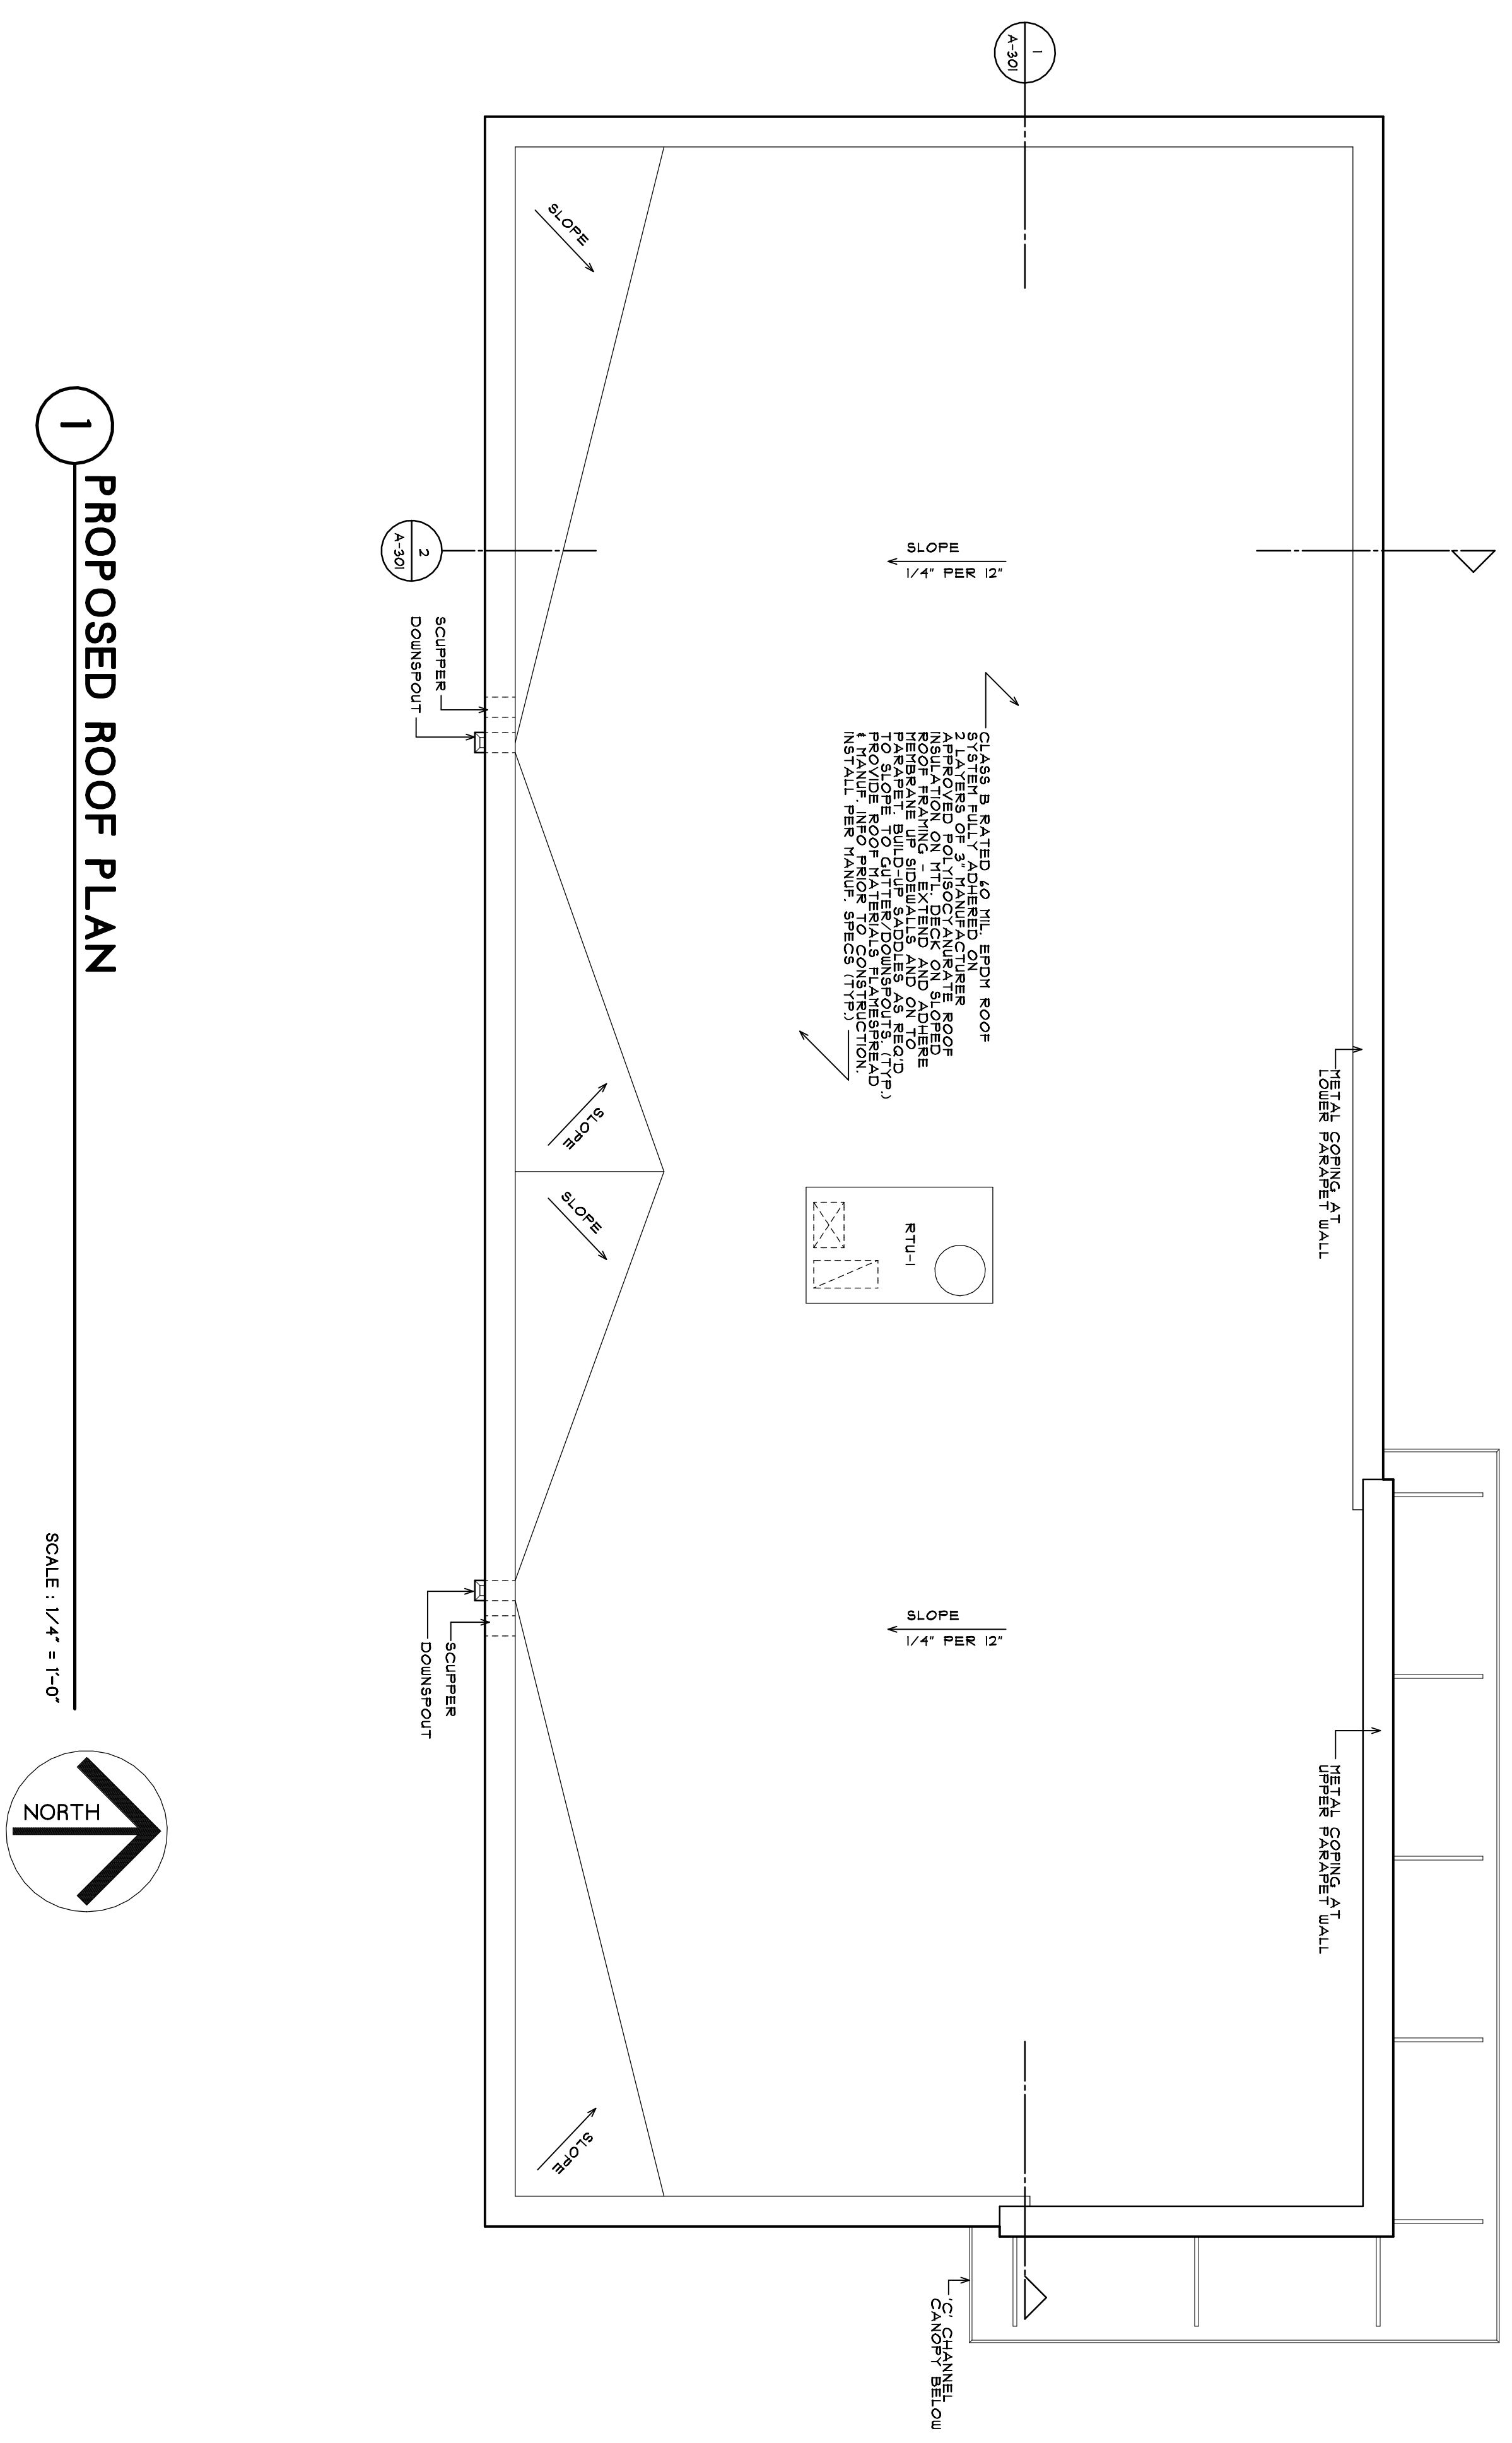 1
A-301
SLOPE
SLOPE
1/4" PER 12"
2
A-301
SCUPPER
DOWNSPOUT
CLASS B RATED 60 MIL. EPDM ROOF
SYSTEM FULLY ADHERED ON
2 LAYERS OF 3" MANUFACTURER
APPROVED POLYISOCYANURATE ROOF
INSULATION ON MTL. DECK ON SLOPED
ROOF FRAMING - EXTEND AND ADHERE
MEMBRANE UP SIDEWALLS AND ON TO
PARAPET. BUILD-UP SADDLES AS REQ'D
TO SLOPE TO GUTTER/DOWNSPOUTS. (TYP.)
PROVIDE ROOF MATERIALS FLAMESPREAD
& MANUF. INFO PRIOR TO CONSTRUCTION.
INSTALL PER MANUF. SPECS (TYP.)
METAL COPING AT
LOWER PARAPET WALL
SLOPE
SLOPE
RTU-1
SLOPE
1/4" PER 12"
SCUPPER
DOWNSPOUT
METAL COPING AT
UPPER PARAPET WALL
SLOPE
'C' CHANNEL
CANOPY BELOW
1
PROPOSED ROOF PLAN
SCALE : 1/4" = 1'-0"
NORTH